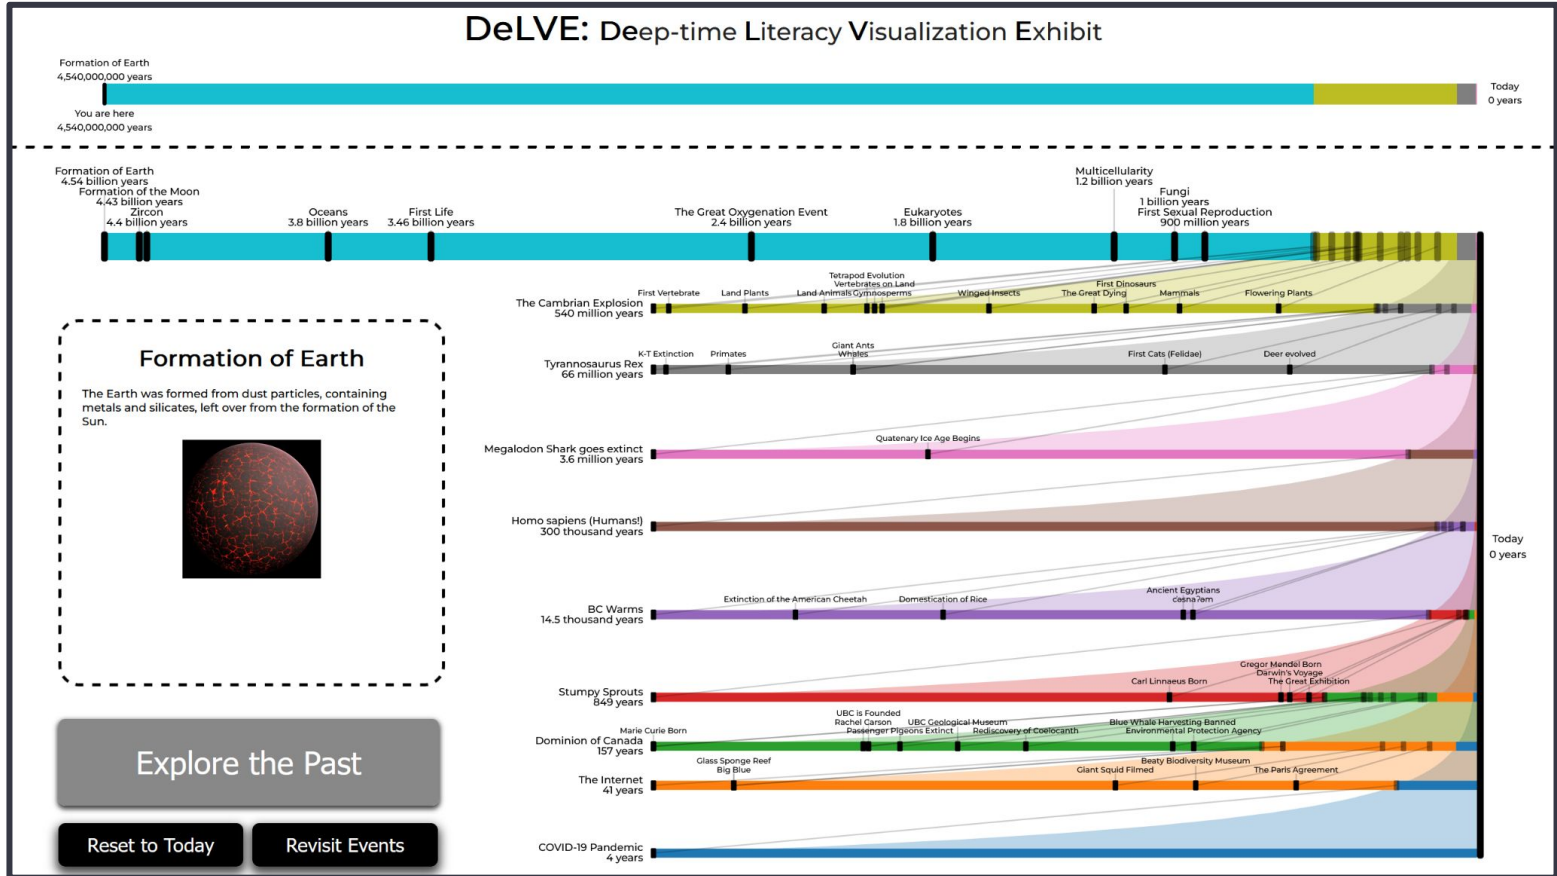 DeLVE: Deep-time Literacy Visualization Exhibit
Formation of Earth
4,540,000,000 years
You are here
4,540,000,000 years
Today
0 years
Formation of Earth
4.54 billion years
Formation of the Moon
4.43 billion years
Zircon
4.4 billion years
Oceans
3.8 billion years
First Life
3.46 billion years
The Great Oxygenation Event
2.4 billion years
Eukaryotes
1.8 billion years
Multicellularity
1.2 billion years
Fungi
1 billion years
First Sexual Reproduction
900 million years
The Cambrian Explosion
540 million years
First Vertebrate
Land Plants
Land Animals
Tetrapod Evolution
Vertebrates on Land
Gymnosperms
Winged Insects
The Great Dying
First Dinosaurs
Mammals
Flowering Plants
Tyrannosaurus Rex
66 million years
K-T Extinction
Primates
Giant Ants
Whales
First Cats (Felidae)
Deer evolved
Megalodon Shark goes extinct
3.6 million years
Quatenary Ice Age Begins
Homo sapiens (Humans!)
300 thousand years
Today
0 years
BC Warms
14.5 thousand years
Extinction of the American Cheetah
Domestication of Rice
Ancient Egyptians
Stumpy Sprouts
849 years
Carl Linnaeus Born
Gregor Mendel Born
Darwin's Voyage
The Great Exhibition
Dominion of Canada
157 years
Marie Curie Born
UBC is Founded
Rachel Carson
Passenger Pigeons Extinct
UBC Geological Museum
Rediscovery of Coelocanth
Blue Whale Harvesting Banned
Environmental Protection Agency
The Internet
41 years
Glass Sponge Reef
Big Blue
Giant Squid Filmed
Beaty Biodiversity Museum
The Paris Agreement
COVID-19 Pandemic
4 years
Formation of Earth
The Earth was formed from dust particles, containing
metals and silicates, left over from the formation of the
Sun.
Explore the Past
Reset to Today
Revisit Events